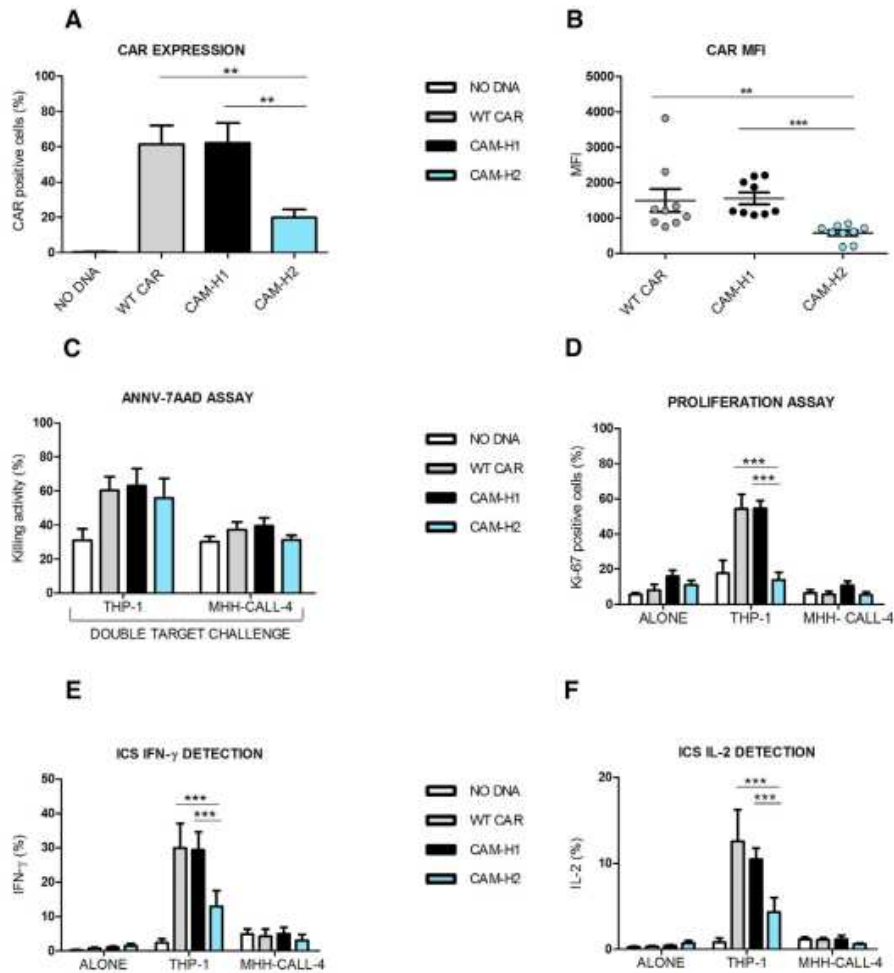 A
CAR EXPRESSION
CAR positive cells (%)
100
80
60
40
20
0
**
**
NO DNA
WT CAR
CAM-H1
CAM-H2
NO DNA
WT CAR
CAM-H1
CAM-H2
B
CAR MFI
MFI
5000
4000
3000
2000
1000
0
**
***
WT CAR
CAM-H1
CAM-H2
C
ANNV-7AAD ASSAY
Killing activity (%)
100
80
60
40
20
0
THP-1
MHH-CALL-4
DOUBLE TARGET CHALLENGE
NO DNA
WT CAR
CAM-H1
CAM-H2
D
PROLIFERATION ASSAY
Ki-67 positive cells (%)
100
80
60
40
20
0
***
***
ALONE
THP-1
MHH- CALL-4
E
ICS IFN-γ DETECTION
IFN-γ (%)
50
40
30
20
10
0
***
***
ALONE
THP-1
MHH-CALL-4
NO DNA
WT CAR
CAM-H1
CAM-H2
F
ICS IL-2 DETECTION
IL-2 (%)
20
10
0
***
***
ALONE
THP-1
MHH-CALL-4